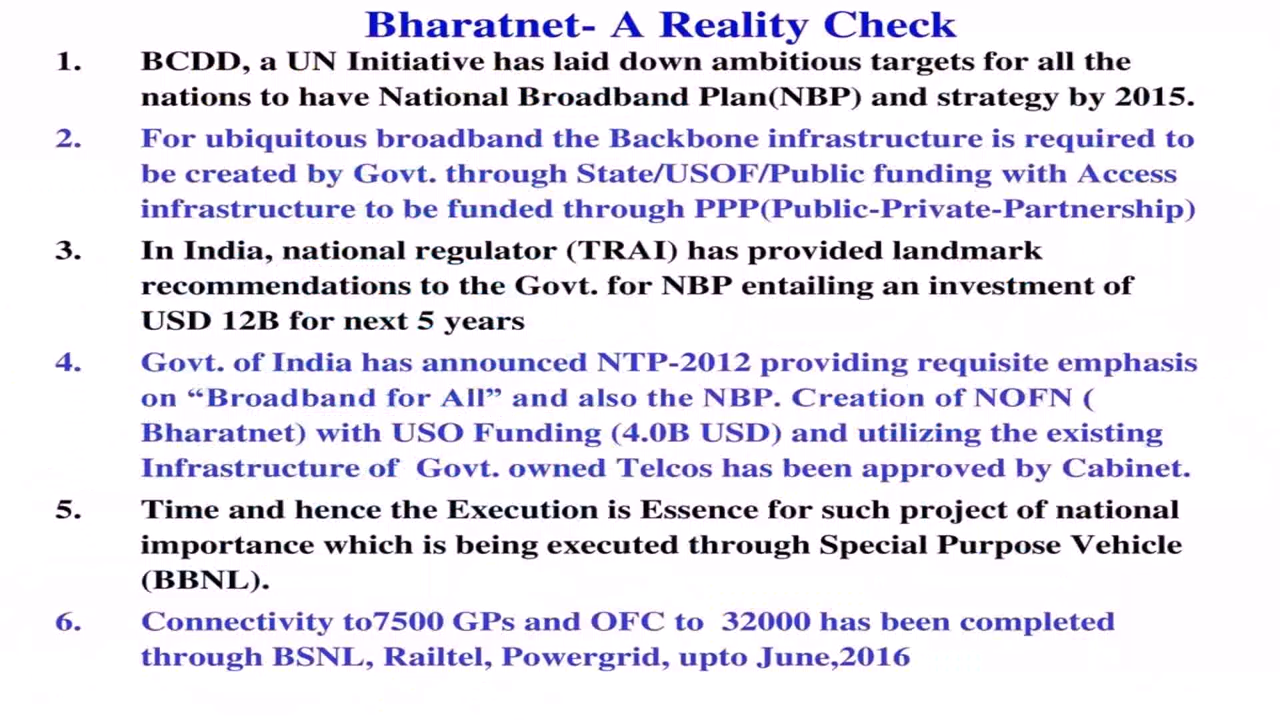 Bharatnet- A Reality Check
1. BCDD, a UN Initiative has laid down ambitious targets for all the
nations to have National Broadband Plan(NBP) and strategy by 2015.
2. For ubiquitous broadband the Backbone infrastructure is required to
be created by Govt. through State/USOF/Public funding with Access
infrastructure to be funded through PPP(Public-Private-Partnership)
3. In India, national regulator (TRAI) has provided landmark
recommendations to the Govt. for NBP entailing an investment of
USD 12B for next 5 years
4. Govt. of India has announced NTP-2012 providing requisite emphasis
on “Broadband for All” and also the NBP. Creation of NOFN (
Bharatnet) with USO Funding (4.0B USD) and utilizing the existing
Infrastructure of Govt. owned Telcos has been approved by Cabinet.
5. Time and hence the Execution is Essence for such project of national
importance which is being executed through Special Purpose Vehicle
(BBNL).
6. Connectivity to7500 GPs and OFC to 32000 has been completed
through BSNL, Railtel, Powergrid, upto June,2016